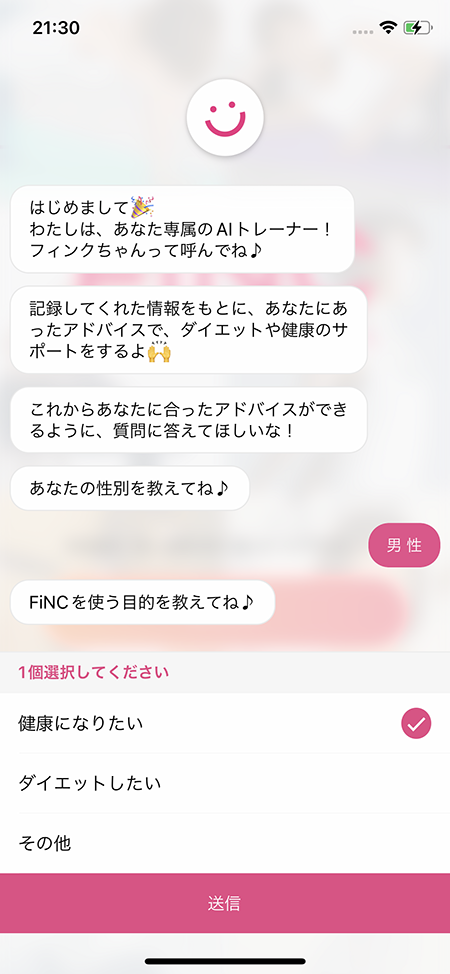 21:30
はじめまして🎉
わたしは、あなた専属のAIトレーナー！
フィンクちゃんって呼んでね♪
記録してくれた情報をもとに、あなたにあ
ったアドバイスで、ダイエットや健康のサ
ポートをするよ🙌
これからあなたに合ったアドバイスができ
るように、質問に答えてほしいな！
あなたの性別を教えてね♪
男性
FiNCを使う目的を教えてね♪
1個選択してください
健康になりたい
ダイエットしたい
その他
送信